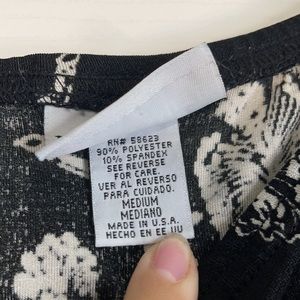 RN# 58623
90% POLYESTER
10% SPANDEX
SEE REVERSE
FOR CARE.
VER AL REVERSO
PARA CUIDADO.
MEDIUM
MEDIANO
MADE IN U.S.A.
HECHO EN EE UU